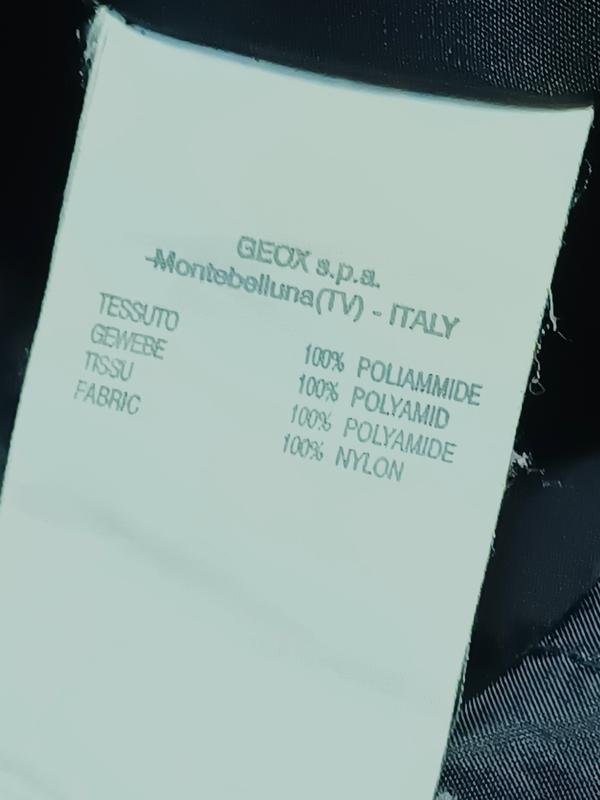 GEOX s.p.a.
-Montebelluna(TV) - ITALY
TESSUTO 100% POLIAMMIDE
GEWEBE 100% POLYAMID
TISSU 100% POLYAMIDE
FABRIC 100% NYLON